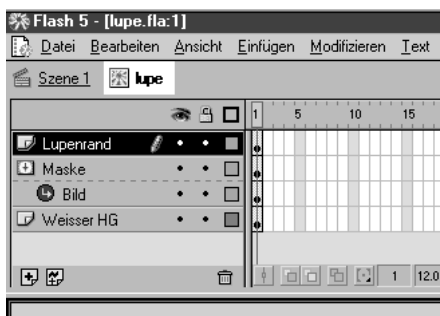 Flash 5 - [lupe.fla:1]
Datei Bearbeiten Ansicht Einfügen Modifizieren Text
Szene 1 lupe
1 5 10 15
Lupenrand
Maske
Bild
Weisser HG
1 12.0